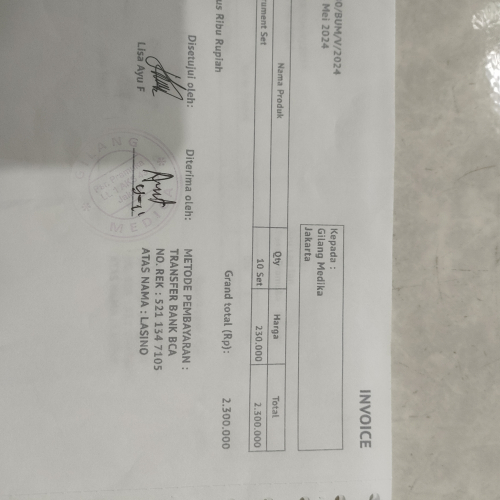 INVOICE
0/BUM/V/2024
Mei 2024
Kepada :
Gilang Medika
Jakarta
Nama Produk Qty Harga Total
rument Set 10 Set 230.000 2.300.000
Grand total (Rp): 2.300.000
us Ribu Rupiah
Disetujui oleh: Diterima oleh:
Lisa Ayu F
METODE PEMBAYARAN :
TRANSFER BANK BCA
NO. REK : 521 134 7105
ATAS NAMA : LASINO